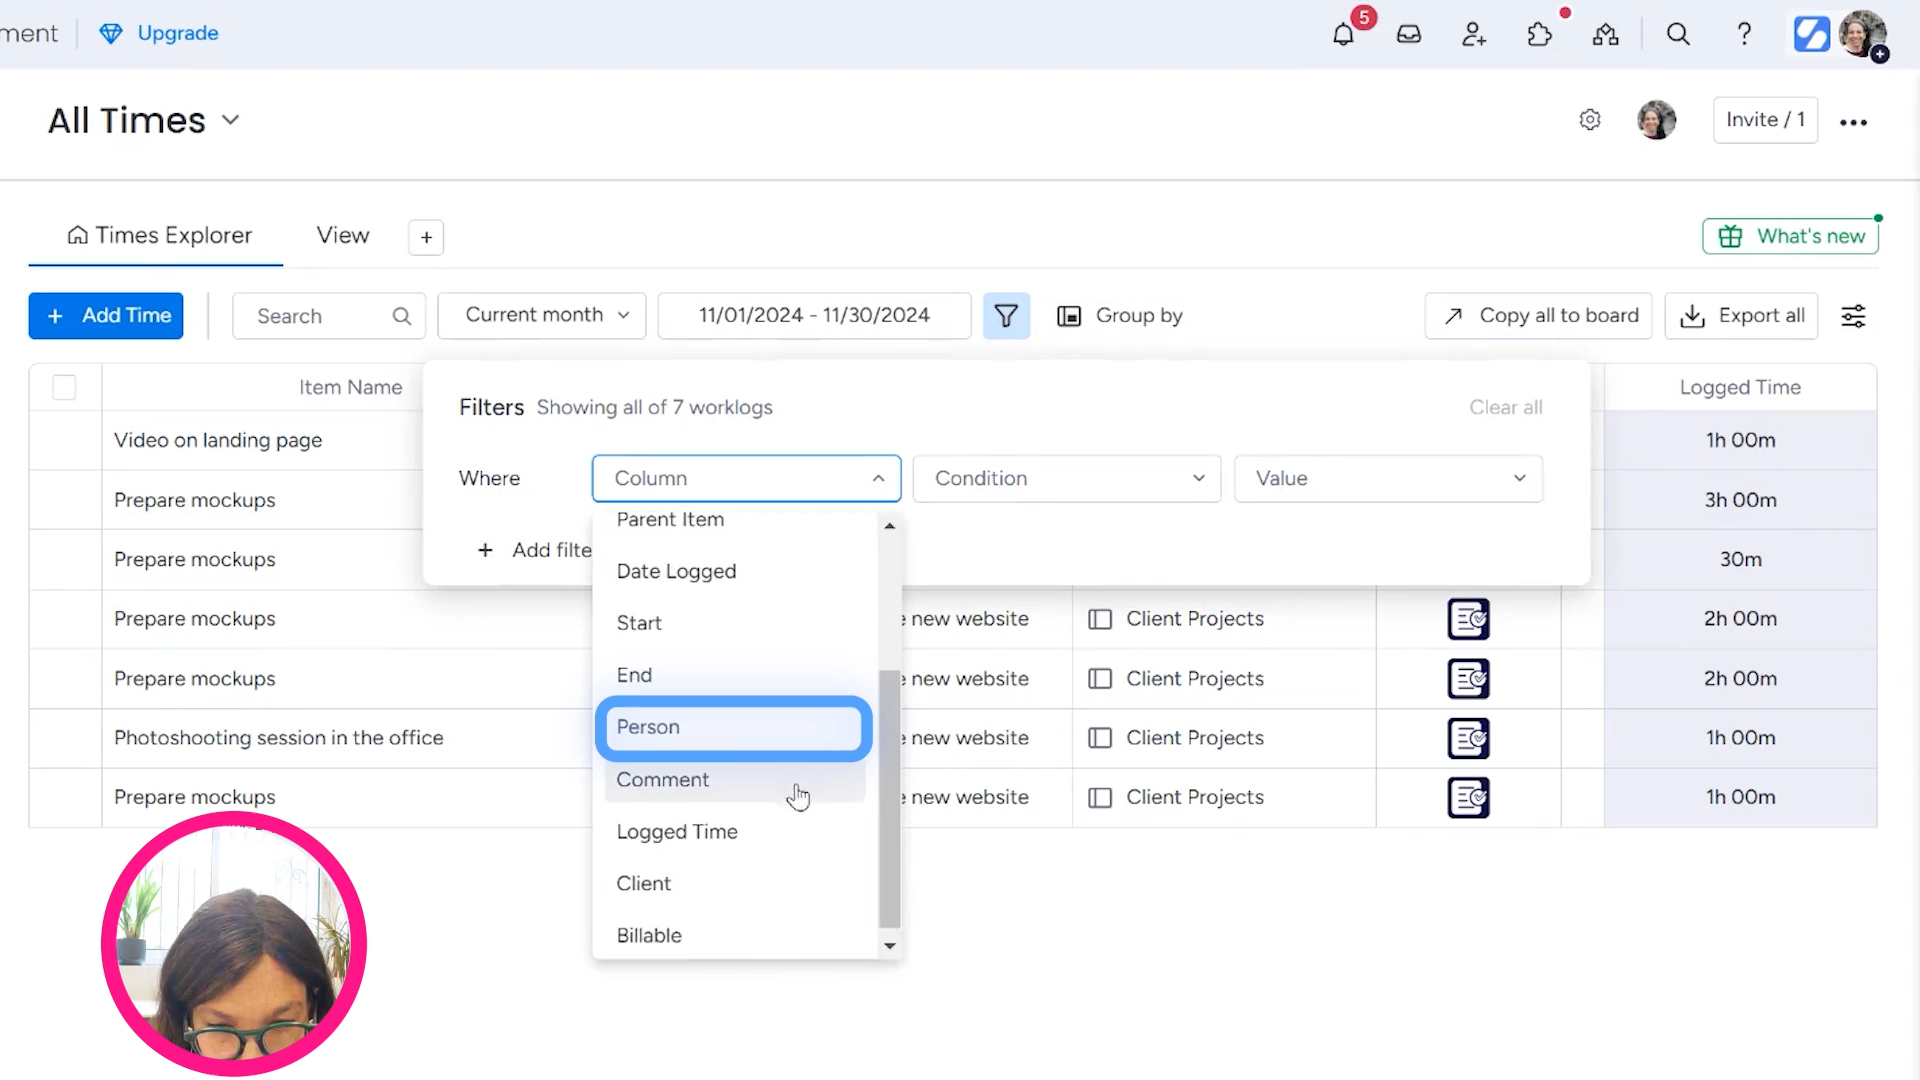 ment
Upgrade
5
All Times
Invite / 1
Times Explorer
View
+
What's new
+ Add Time
Search
Current month
11/01/2024 - 11/30/2024
Group by
Copy all to board
Export all
Item Name
Logged Time
Filters
Showing all of 7 worklogs
Clear all
Where
Column
Condition
Value
+ Add filte
Parent Item
Date Logged
Start
End
Person
Comment
Logged Time
Client
Billable
Video on landing page
1h 00m
Prepare mockups
3h 00m
Prepare mockups
30m
Prepare mockups
e new website
Client Projects
2h 00m
Prepare mockups
e new website
Client Projects
2h 00m
Photoshooting session in the office
e new website
Client Projects
1h 00m
Prepare mockups
e new website
Client Projects
1h 00m